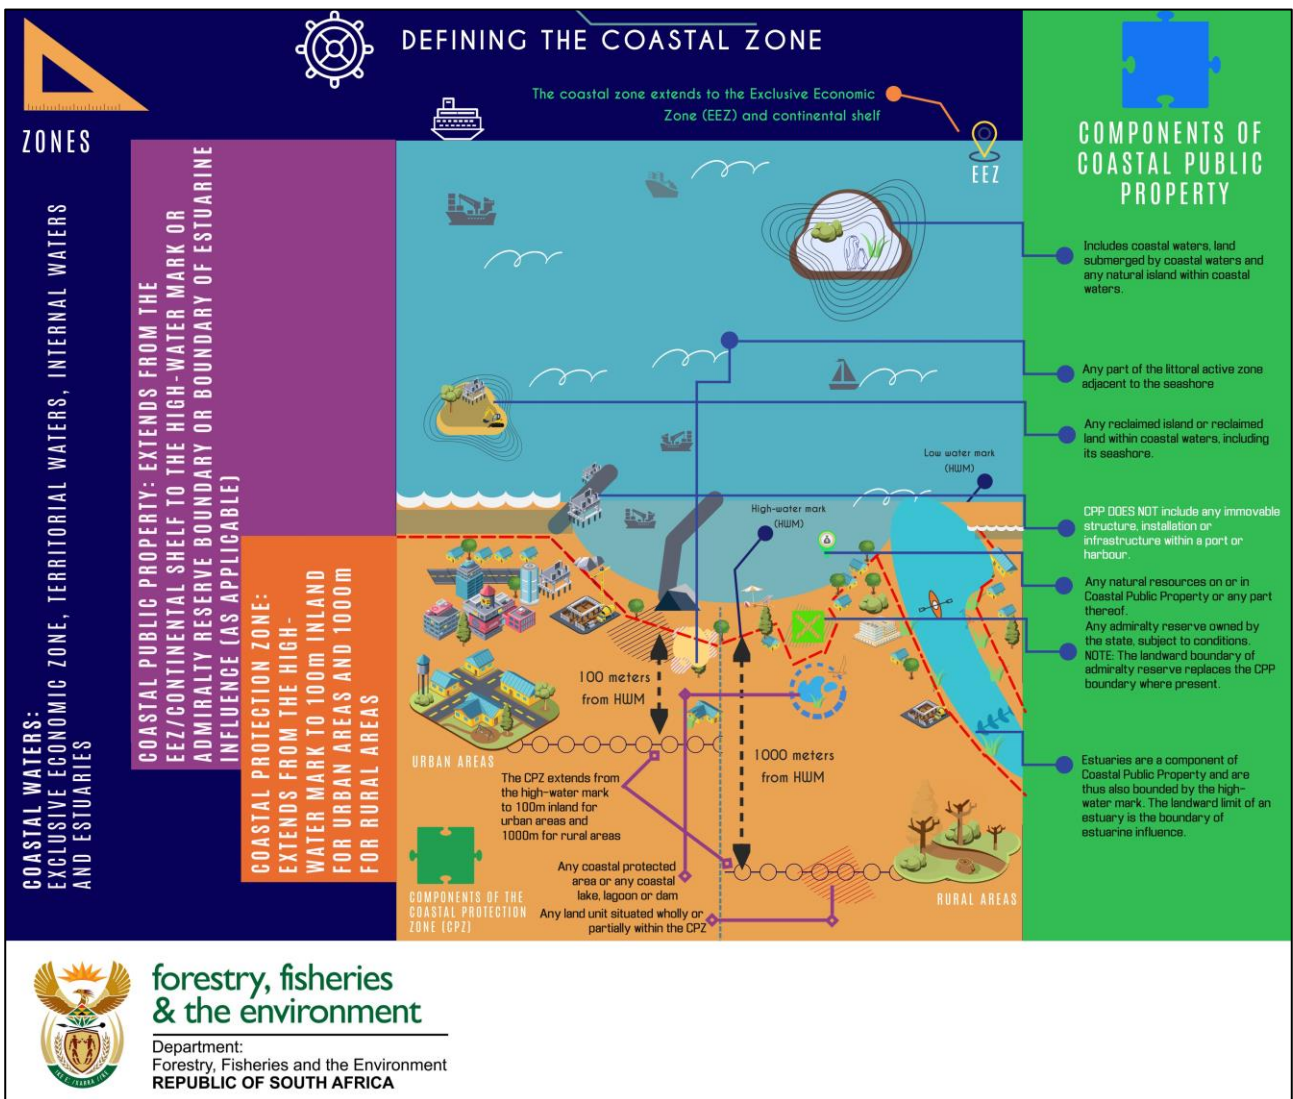 DEFINING THE COASTAL ZONE
The coastal zone extends to the Exclusive Economic
Zone (EEZ) and continental shelf
EEZ
ZONES
COASTAL WATERS:
EXCLUSIVE ECONOMIC ZONE, TERRITORIAL WATERS, INTERNAL WATERS
AND ESTUARIES
COASTAL PUBLIC PROPERTY: EXTENDS FROM THE
EEZ/CONTINENTAL SHELF TO THE HIGH-WATER MARK OR
ADMIRALTY RESERVE BOUNDARY OR BOUNDARY OF ESTUARINE
INFLUENCE (AS APPLICABLE)
COASTAL PROTECTION ZONE:
EXTENDS FROM THE HIGH-
WATER MARK TO 100m INLAND
FOR URBAN AREAS AND 1000m
FOR RURAL AREAS
Low water mark
(HWM)
High-water mark
(HWM)
100 meters
from HWM
1000 meters
from HWM
URBAN AREAS
The CPZ extends from
the high-water mark
to 100m inland for
urban areas and
1000m for rural areas
Any coastal protected
area or any coastal
lake, lagoon or dam
Any land unit situated wholly or
partially within the CPZ
COMPONENTS OF THE
COASTAL PROTECTION
ZONE (CPZ)
RURAL AREAS
COMPONENTS OF
COASTAL PUBLIC
PROPERTY
Includes coastal waters, land
submerged by coastal waters and
any natural island within coastal
waters.
Any part of the littoral active zone
adjacent to the seashore
Any reclaimed island or reclaimed
land within coastal waters, including
its seashore.
CPP DOES NOT include any immovable
structure, installation or
infrastructure within a port or
harbour.
Any natural resources on or in
Coastal Public Property or any part
thereof.
Any admiralty reserve owned by
the state, subject to conditions.
NOTE: The landward boundary of
admiralty reserve replaces the CPP
boundary where present.
Estuaries are a component of
Coastal Public Property and are
thus also bounded by the high-
water mark. The landward limit of an
estuary is the boundary of
estuarine influence.
forestry, fisheries
& the environment
Department:
Forestry, Fisheries and the Environment
REPUBLIC OF SOUTH AFRICA